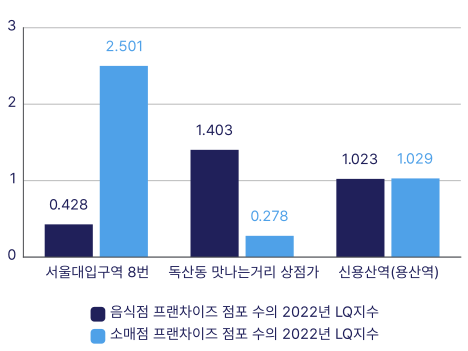 3
2.501
2
1.403
1.023
1.029
1
0.428
0.278
0
서울대입구역 8번
독산동 맛나는거리 상점가
신용산역(용산역)
음식점 프랜차이즈 점포 수의 2022년 LQ지수
소매점 프랜차이즈 점포 수의 2022년 LQ지수